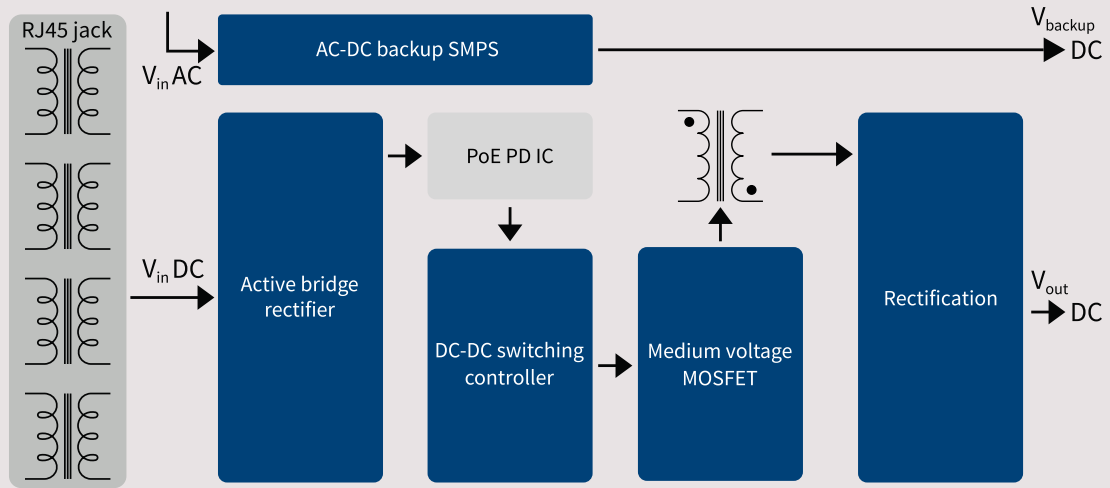 RJ45 jack
Vin AC
AC-DC backup SMPS
Vbackup
DC
Vin DC
Active bridge
rectifier
PoE PD IC
DC-DC switching
controller
Medium voltage
MOSFET
Rectification
Vout
DC